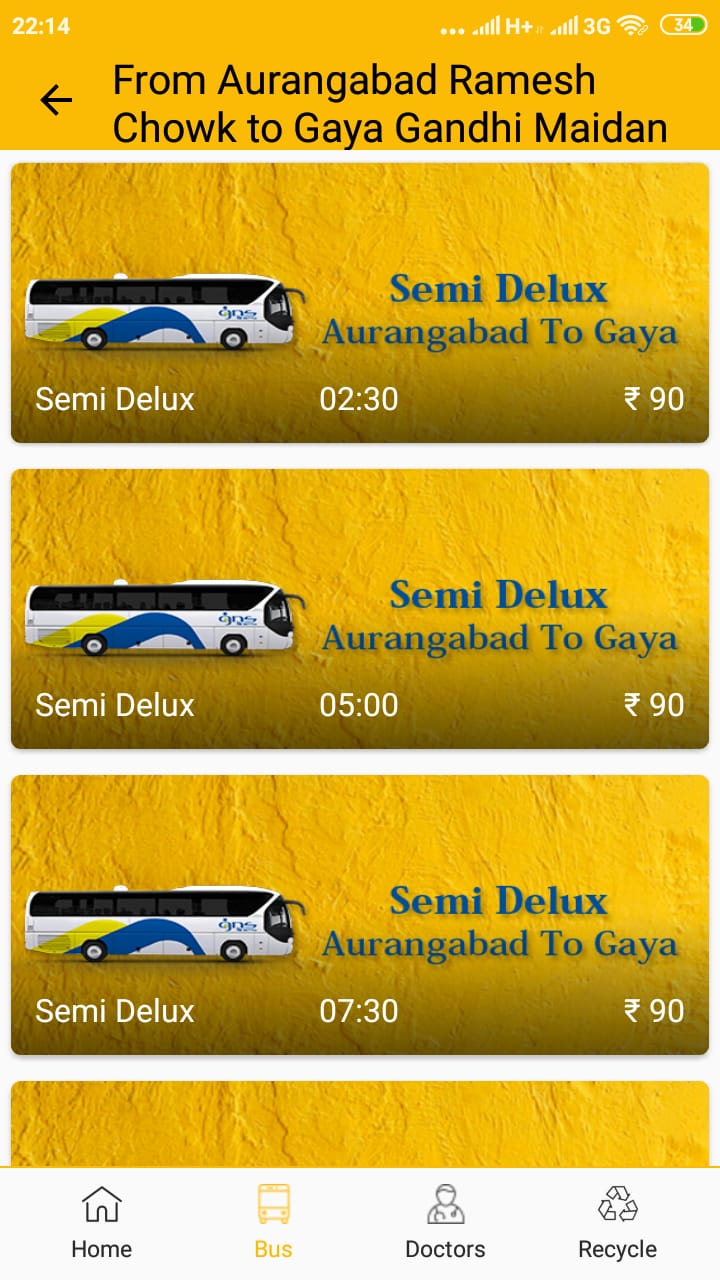 22:14
H+ 3G 34
From Aurangabad Ramesh
Chowk to Gaya Gandhi Maidan
Semi Delux
Aurangabad To Gaya
Semi Delux 02:30 ₹ 90
Semi Delux
Aurangabad To Gaya
Semi Delux 05:00 ₹ 90
Semi Delux
Aurangabad To Gaya
Semi Delux 07:30 ₹ 90
Home Bus Doctors Recycle